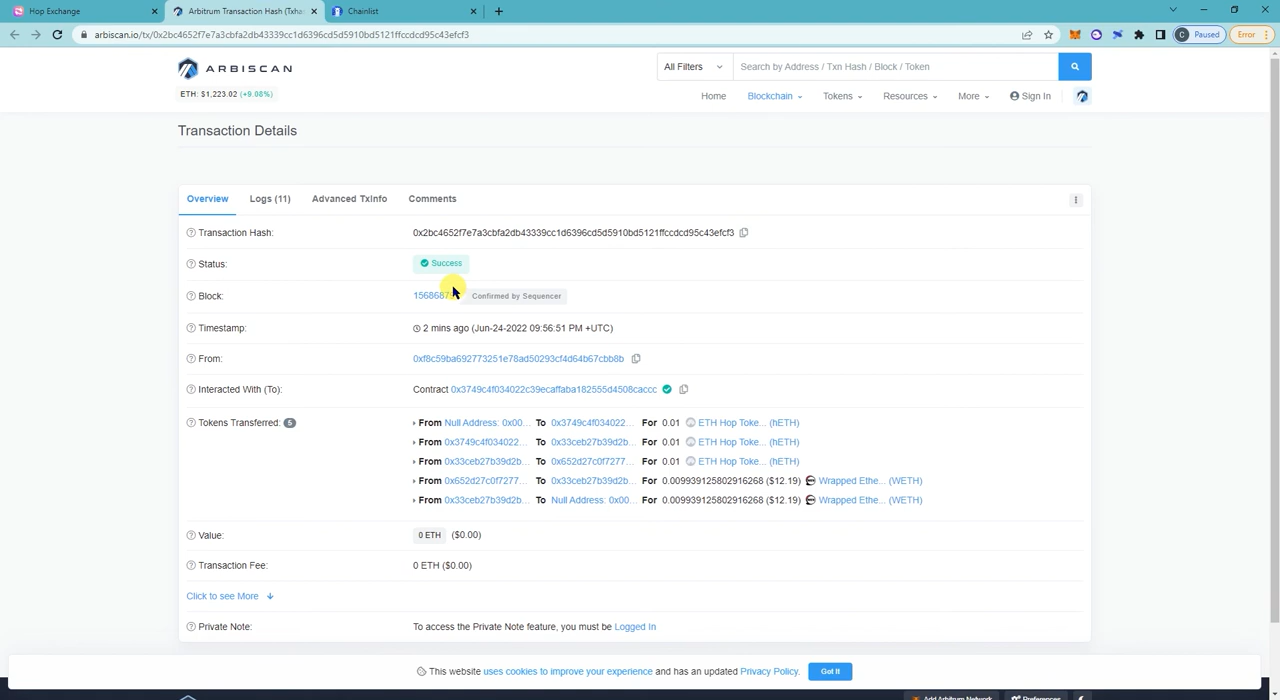 Hop Exchange
Arbitrum Transaction Hash (Txha
Chainlist
arbiscan.io/tx/0x2bc4652f7e7a3cbfa2db43339cc1d6396cd5d5910bd5121ffccdcd95c43efcf3
C Paused
Error
ARBISCAN
All Filters
Search by Address / Txn Hash / Block / Token
ETH: $1,223.02 (+9.08%)
Home Blockchain Tokens Resources More Sign In
Transaction Details
Overview Logs (11) Advanced TxInfo Comments
Transaction Hash: 0x2bc4652f7e7a3cbfa2db43339cc1d6396cd5d5910bd5121ffccdcd95c43efcf3
Status: Success
Block: Confirmed by Sequencer
Timestamp: 2 mins ago (Jun-24-2022 09:56:51 PM +UTC)
From: 0xf8c59ba692773251e78ad50293cf4d64b67cbb8b
Interacted With (To): Contract 0x3749c4f034022c39ecaffaba182555d4508caccc
Tokens Transferred: 5
From Null Address: 0x00... To 0x3749c4f034022... For 0.01 ETH Hop Toke... (hETH)
From 0x3749c4f034022... To 0x33ceb27b39d2b... For 0.01 ETH Hop Toke... (hETH)
From 0x33ceb27b39d2b... To 0x652d27c0f7277... For 0.01 ETH Hop Toke... (hETH)
From 0x652d27c0f7277... To 0x33ceb27b39d2b... For 0.009939125802916268 ($12.19) Wrapped Ethe... (WETH)
From 0x33ceb27b39d2b... To Null Address: 0x00... For 0.009939125802916268 ($12.19) Wrapped Ethe... (WETH)
Value: 0 ETH ($0.00)
Transaction Fee: 0 ETH ($0.00)
Click to see More
Private Note: To access the Private Note feature, you must be Logged In
This website uses cookies to improve your experience and has an updated Privacy Policy.
Got It
Add Arbitrum Network
Preferences